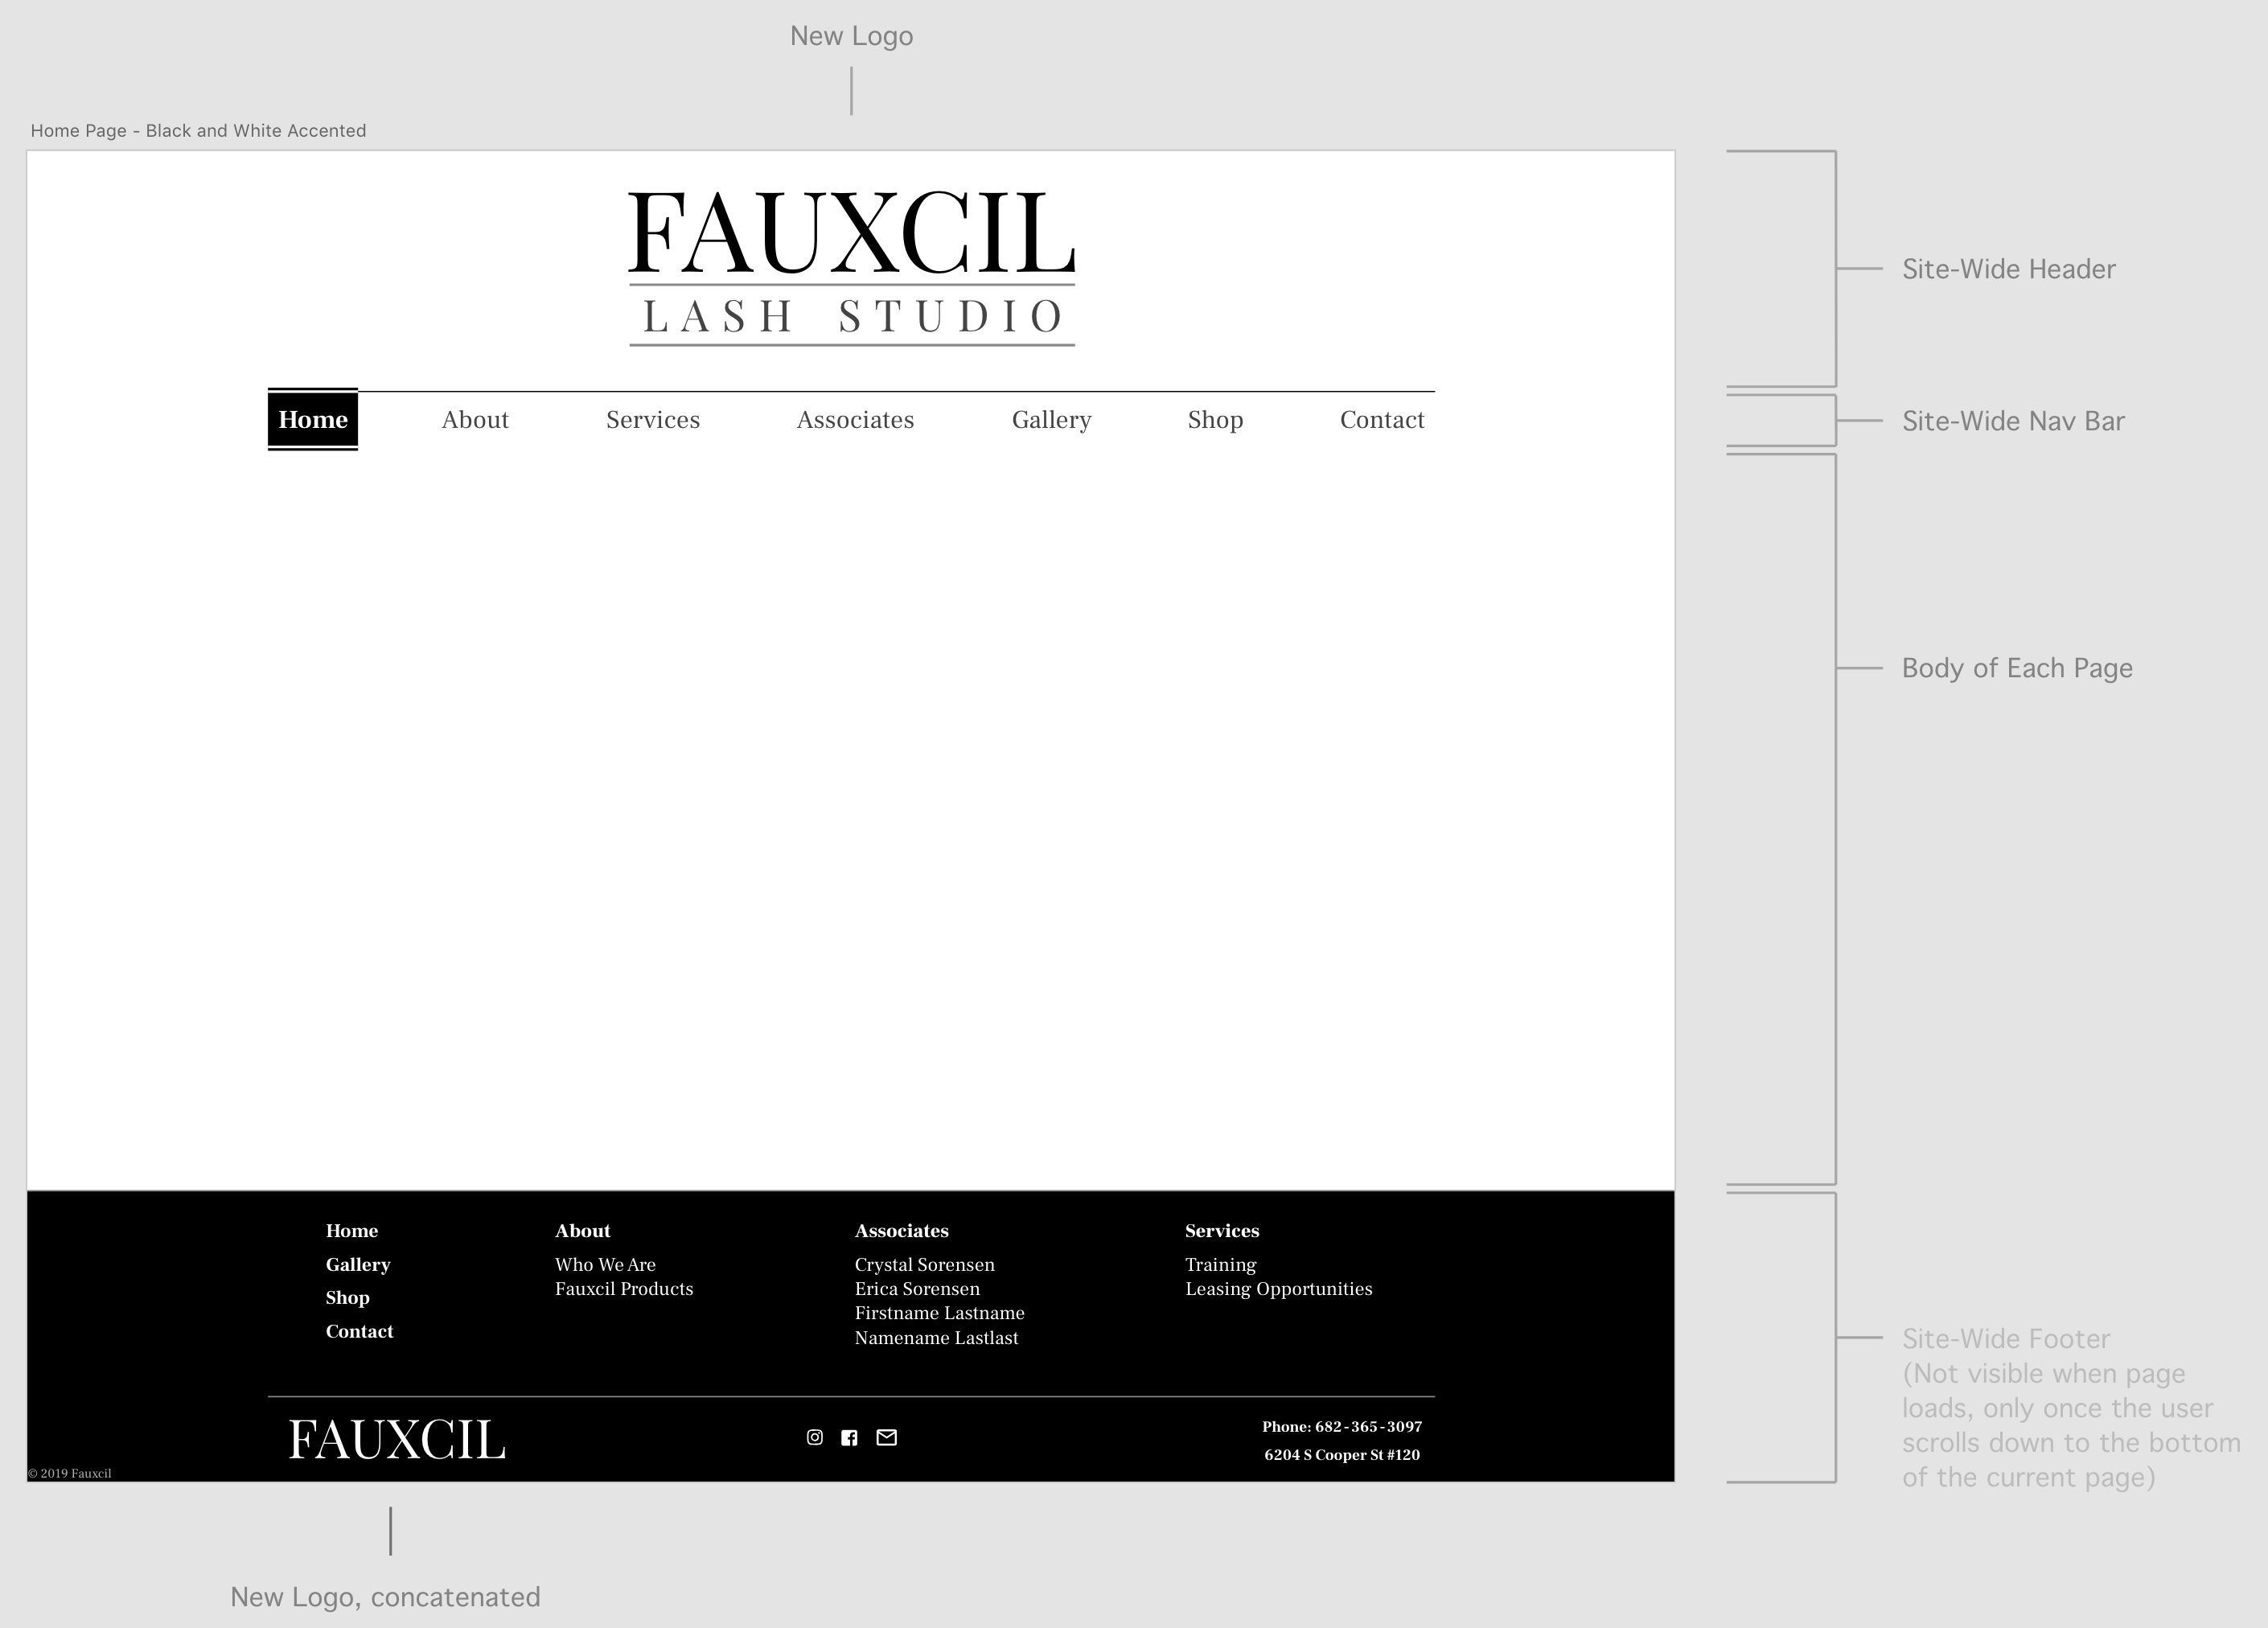 New Logo
Home Page - Black and White Accented
FAUXCIL
LASH STUDIO
Site-Wide Header
Home About Services Associates Gallery Shop Contact
Site-Wide Nav Bar
Body of Each Page
Home
Gallery
Shop
Contact
About
Who We Are
Fauxcil Products
Associates
Crystal Sorensen
Erica Sorensen
Firstname Lastname
Namename Lastlast
Services
Training
Leasing Opportunities
Site-Wide Footer
(Not visible when page
loads, only once the user
scrolls down to the bottom
of the current page)
FAUXCIL
Phone: 682-365-3097
6204 S Cooper St #120
© 2019 Fauxcil
New Logo, concatenated